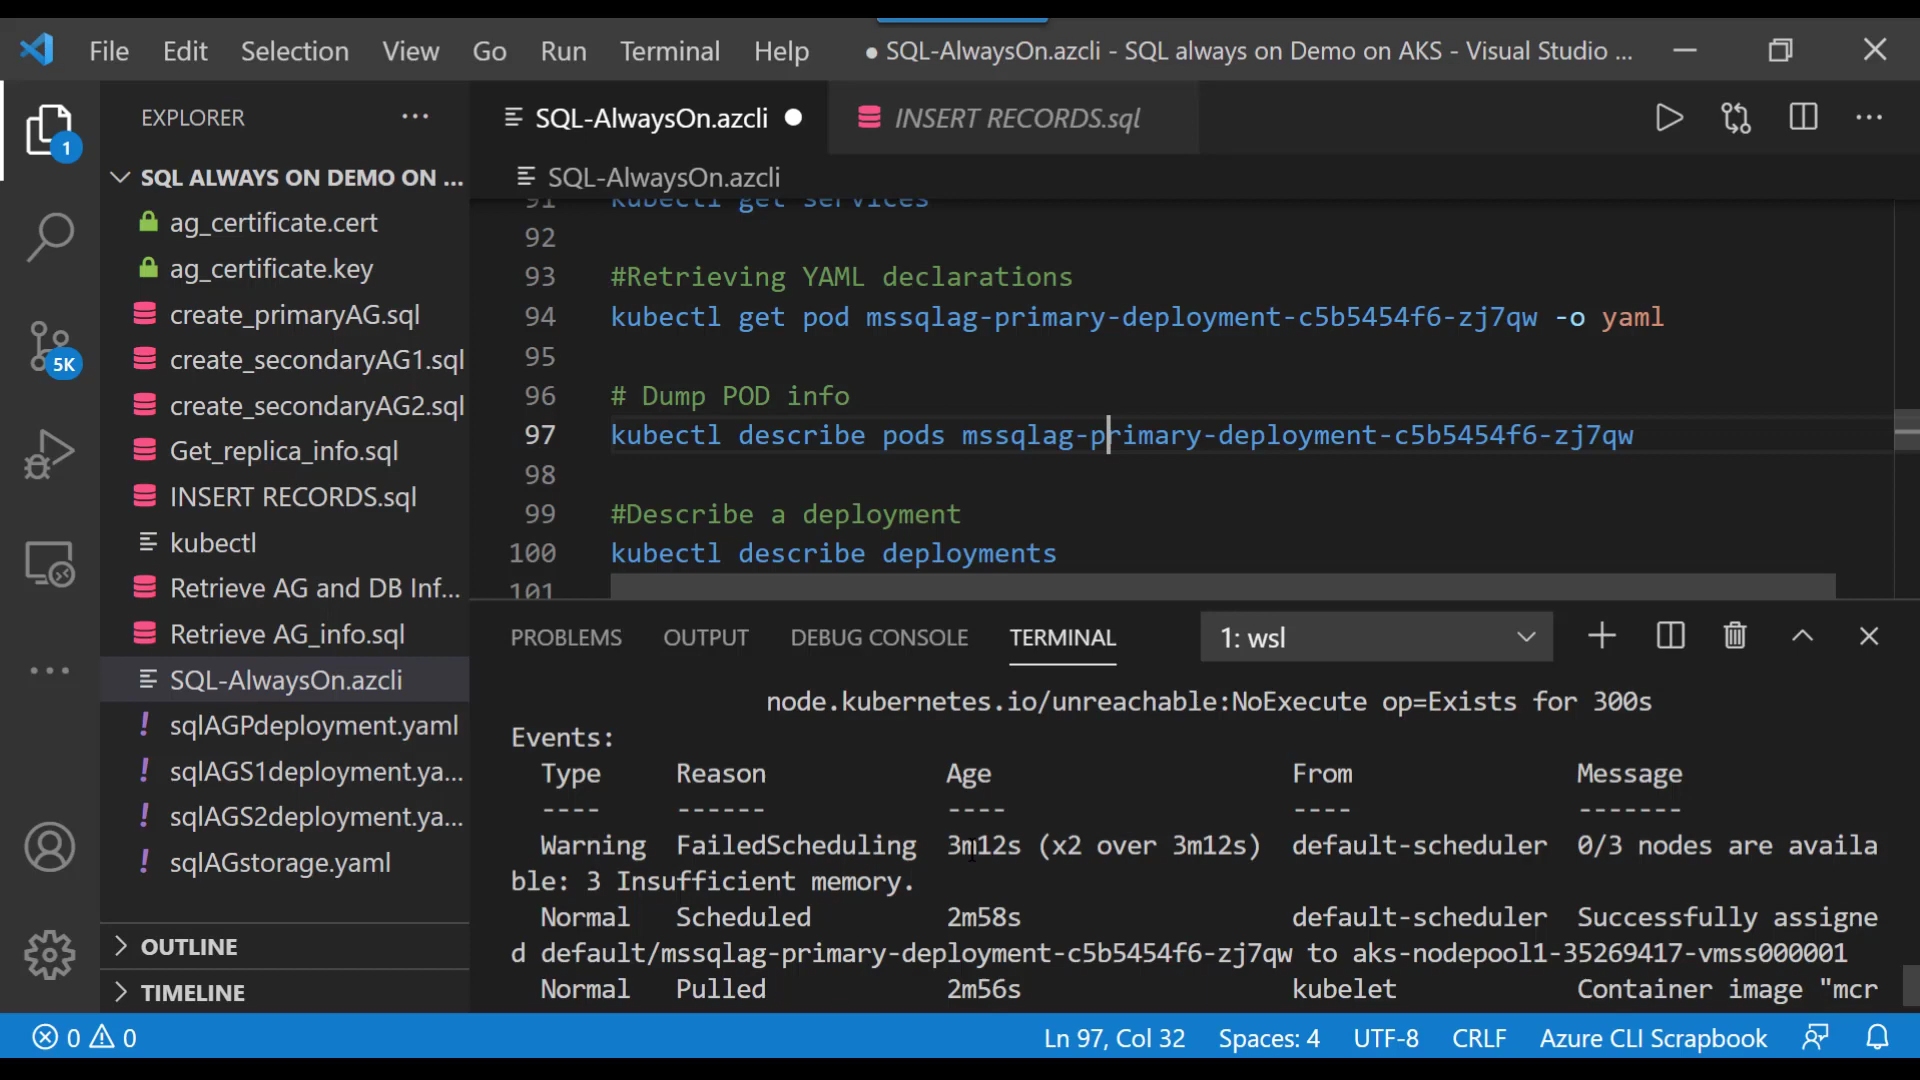 File Edit Selection View Go Run Terminal Help ● SQL-AlwaysOn.azcli - SQL always on Demo on AKS - Visual Studio ...
EXPLORER ...
SQL-AlwaysOn.azcli ●
INSERT RECORDS.sql
1
5K
SQL ALWAYS ON DEMO ON ...
ag_certificate.cert
ag_certificate.key
create_primaryAG.sql
create_secondaryAG1.sql
create_secondaryAG2.sql
Get_replica_info.sql
INSERT RECORDS.sql
kubectl
Retrieve AG and DB Inf...
Retrieve AG_info.sql
SQL-AlwaysOn.azcli
! sqlAGPdeployment.yaml
! sqlAGS1deployment.ya...
! sqlAGS2deployment.ya...
! sqlAGstorage.yaml
OUTLINE
TIMELINE
SQL-AlwaysOn.azcli
91 kubectl get services
92
93 #Retrieving YAML declarations
94 kubectl get pod mssqlag-primary-deployment-c5b5454f6-zj7qw -o yaml
95
96 # Dump POD info
97 kubectl describe pods mssqlag-primary-deployment-c5b5454f6-zj7qw
98
99 #Describe a deployment
100 kubectl describe deployments
101
PROBLEMS OUTPUT DEBUG CONSOLE TERMINAL 1: wsl
node.kubernetes.io/unreachable:NoExecute op=Exists for 300s
Events:
Type Reason Age From Message
---- ------ ---- ---- -------
Warning FailedScheduling 3m12s (x2 over 3m12s) default-scheduler 0/3 nodes are availa
ble: 3 Insufficient memory.
Normal Scheduled 2m58s default-scheduler Successfully assigne
d default/mssqlag-primary-deployment-c5b5454f6-zj7qw to aks-nodepool1-35269417-vmss000001
Normal Pulled 2m56s kubelet Container image "mcr
0 0 Ln 97, Col 32 Spaces: 4 UTF-8 CRLF Azure CLI Scrapbook